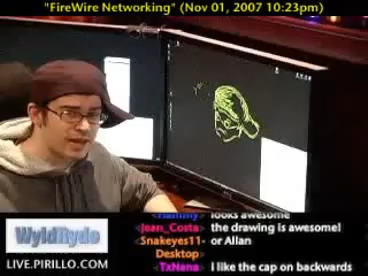 "FireWire Networking" (Nov 01, 2007 10:23pm)
Hammy looks awesome
Jean_Costa the drawing is awesome!
Snakeyes11- or Allan
Desktop
TxNana I like the cap on backwards
WyldRyde
LIVE.PIRILLO.COM